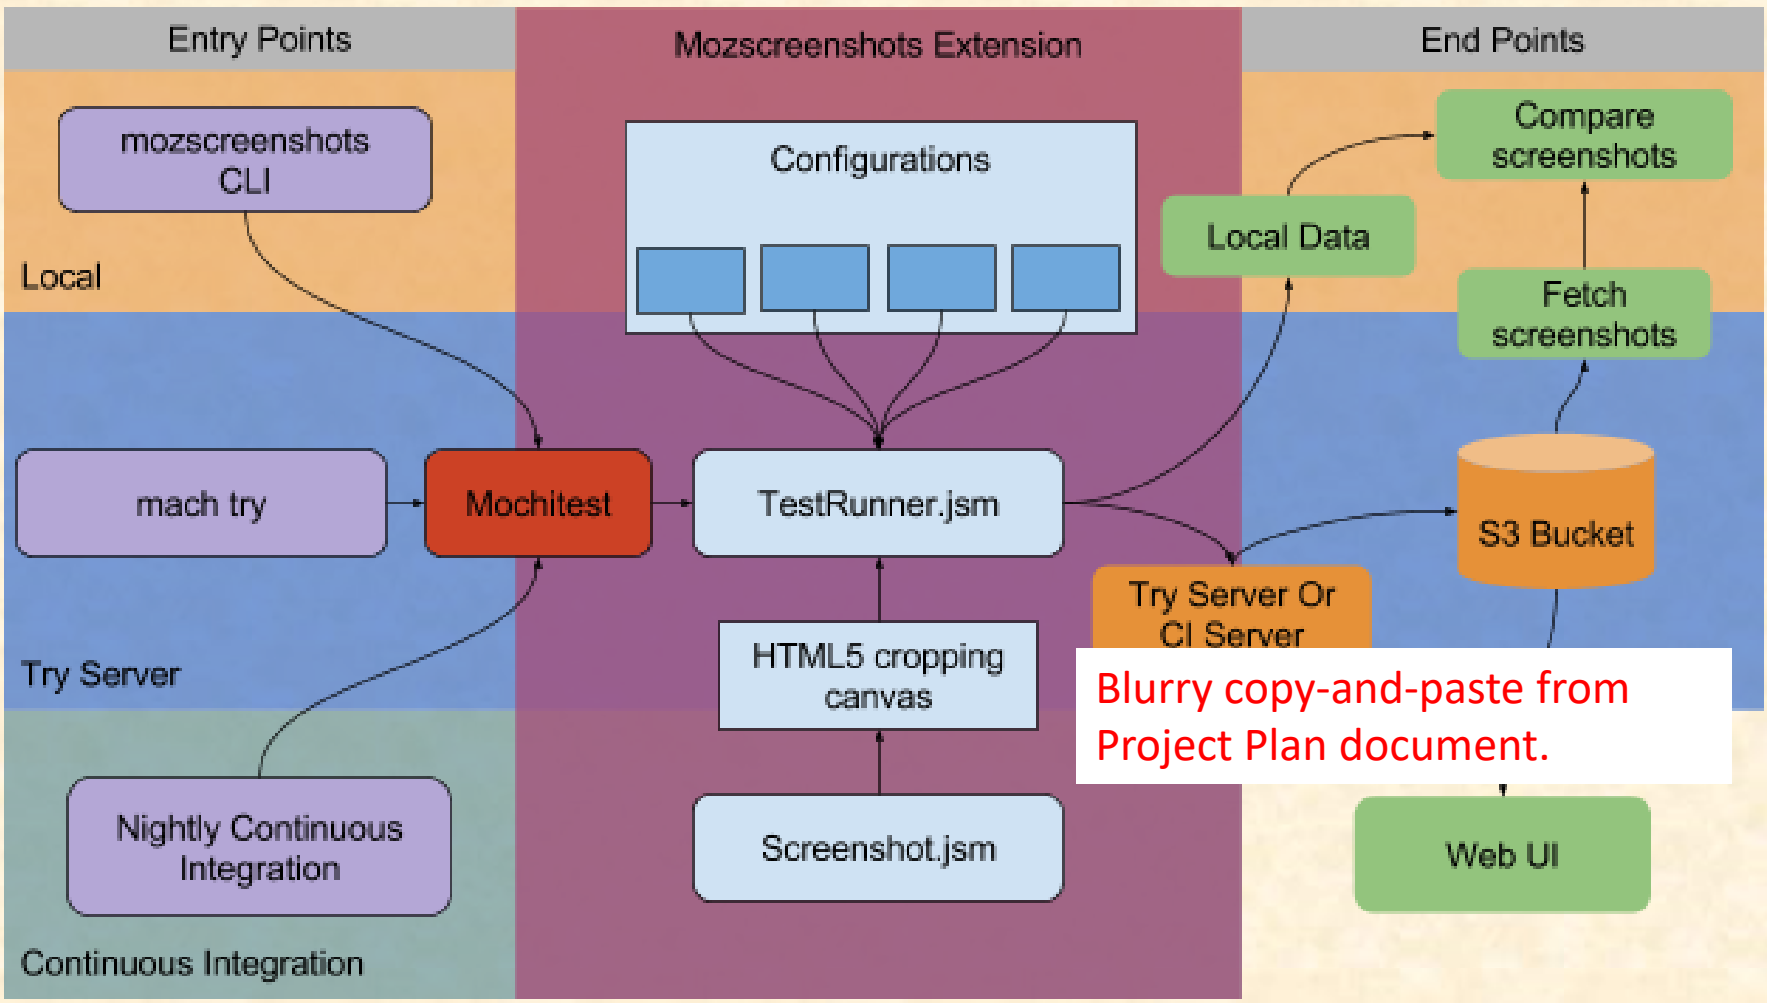 Entry Points
Mozscreenshots Extension
End Points
mozscreenshots
CLI
Local
Configurations
Compare
screenshots
Local Data
Fetch
screenshots
mach try
Mochitest
TestRunner.jsm
S3 Bucket
Try Server Or
CI Server
HTML5 cropping
canvas
Try Server
Blurry copy-and-paste from
Project Plan document.
Nightly Continuous
Integration
Screenshot.jsm
Web UI
Continuous Integration